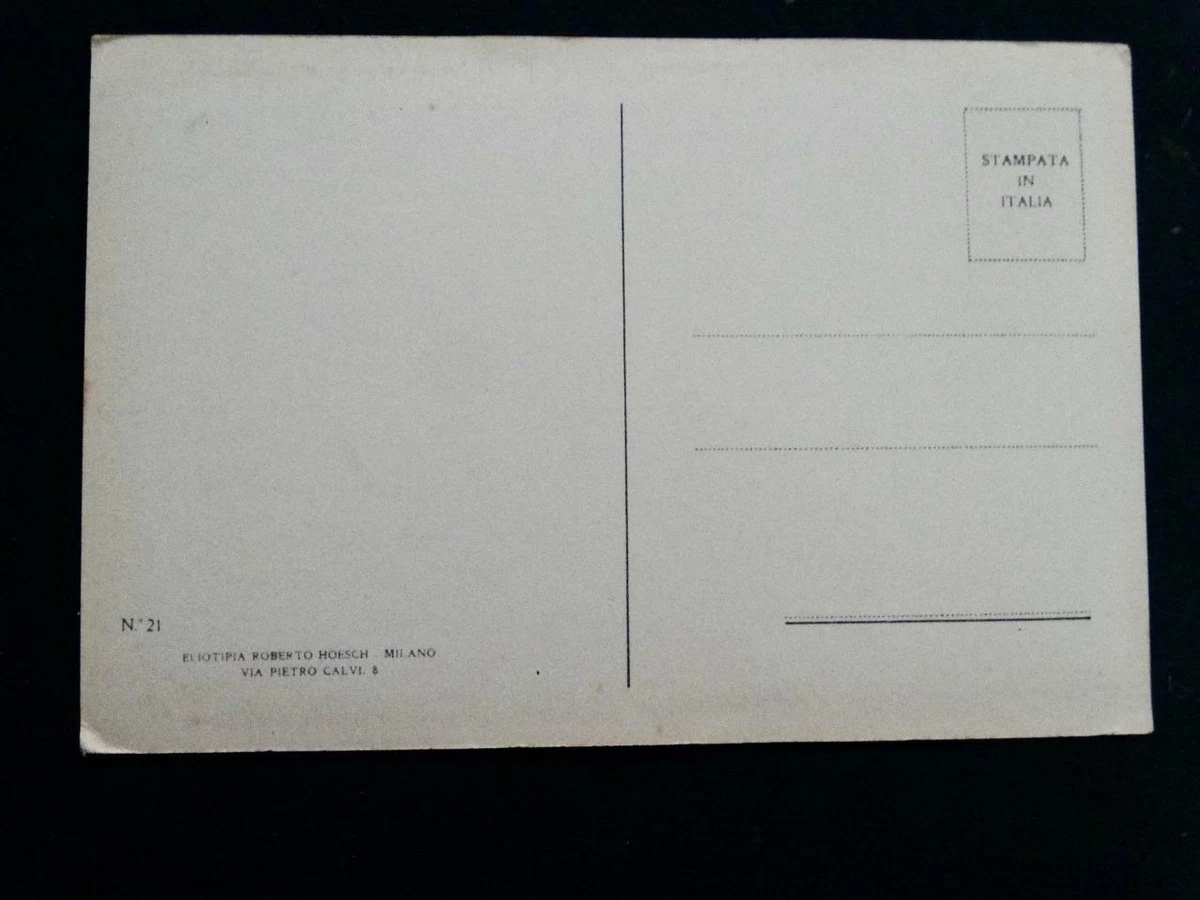 STAMPATA
IN
ITALIA
N.° 21
ELIOTIPIA ROBERTO HOESCH - MILANO
VIA PIETRO CALVI, 8